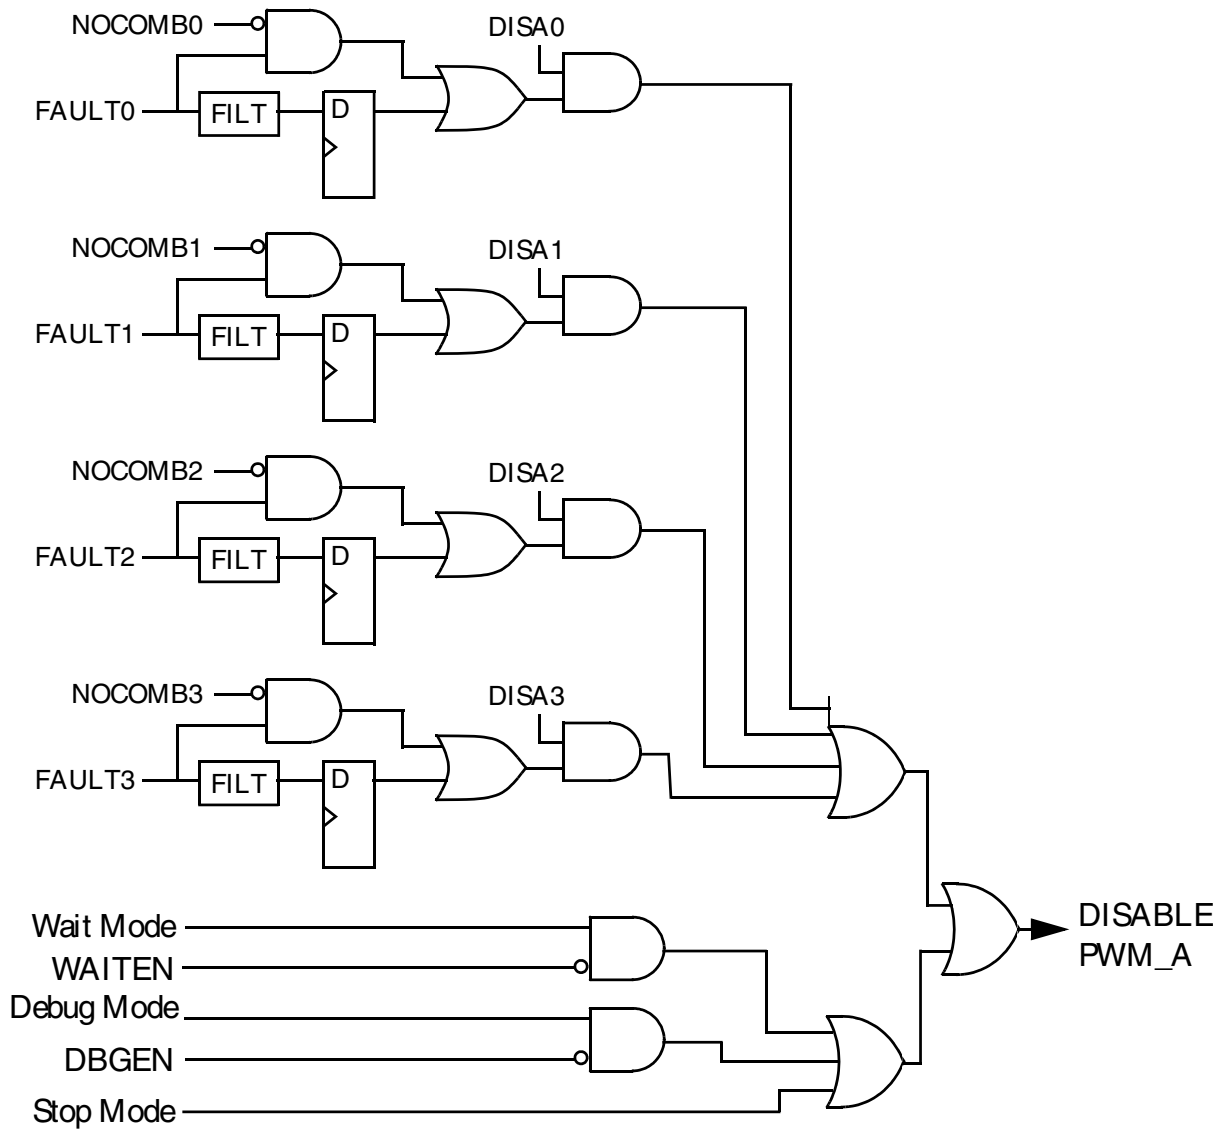 NOCOMB0
DISA0
FAULT0
FILT
D
NOCOMB1
DISA1
FAULT1
FILT
D
NOCOMB2
DISA2
FAULT2
FILT
D
NOCOMB3
DISA3
FAULT3
FILT
D
Wait Mode
WAITEN
Debug Mode
DBGEN
Stop Mode
DISABLE
PWM_A